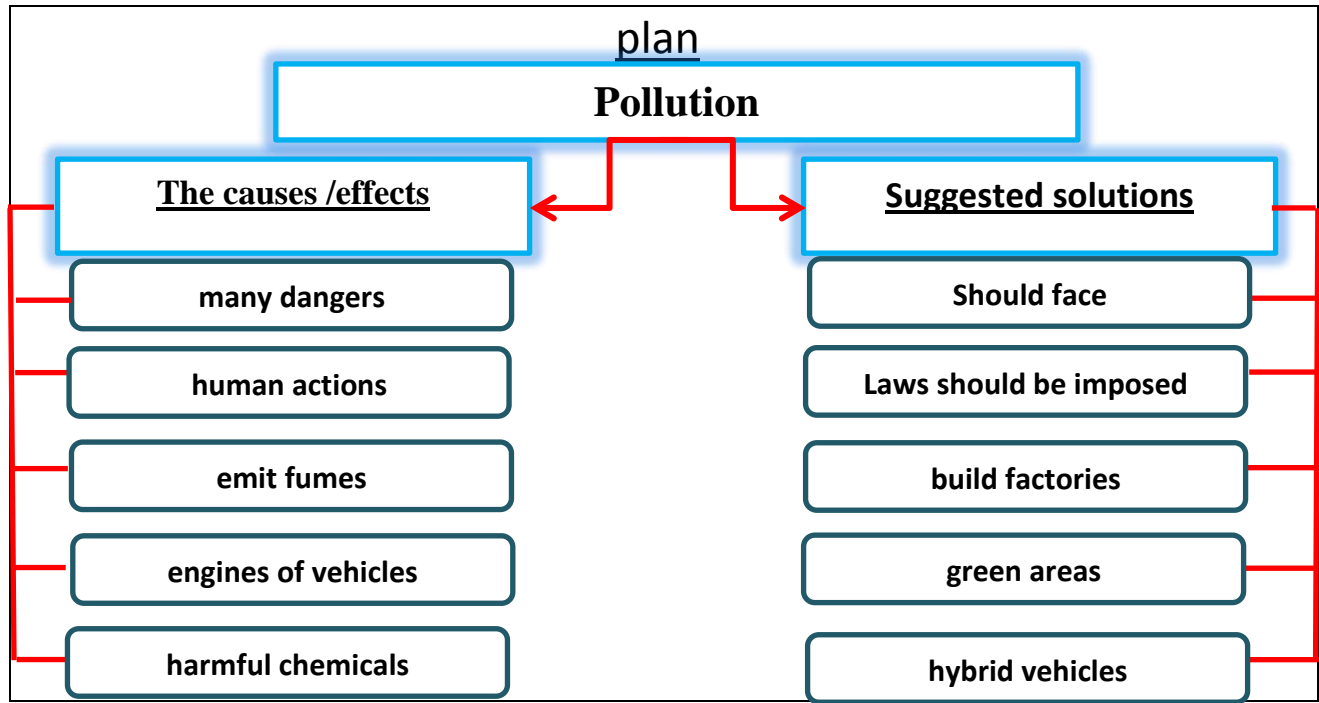 plan
Pollution
The causes /effects
many dangers
human actions
emit fumes
engines of vehicles
harmful chemicals
Suggested solutions
Should face
Laws should be imposed
build factories
green areas
hybrid vehicles